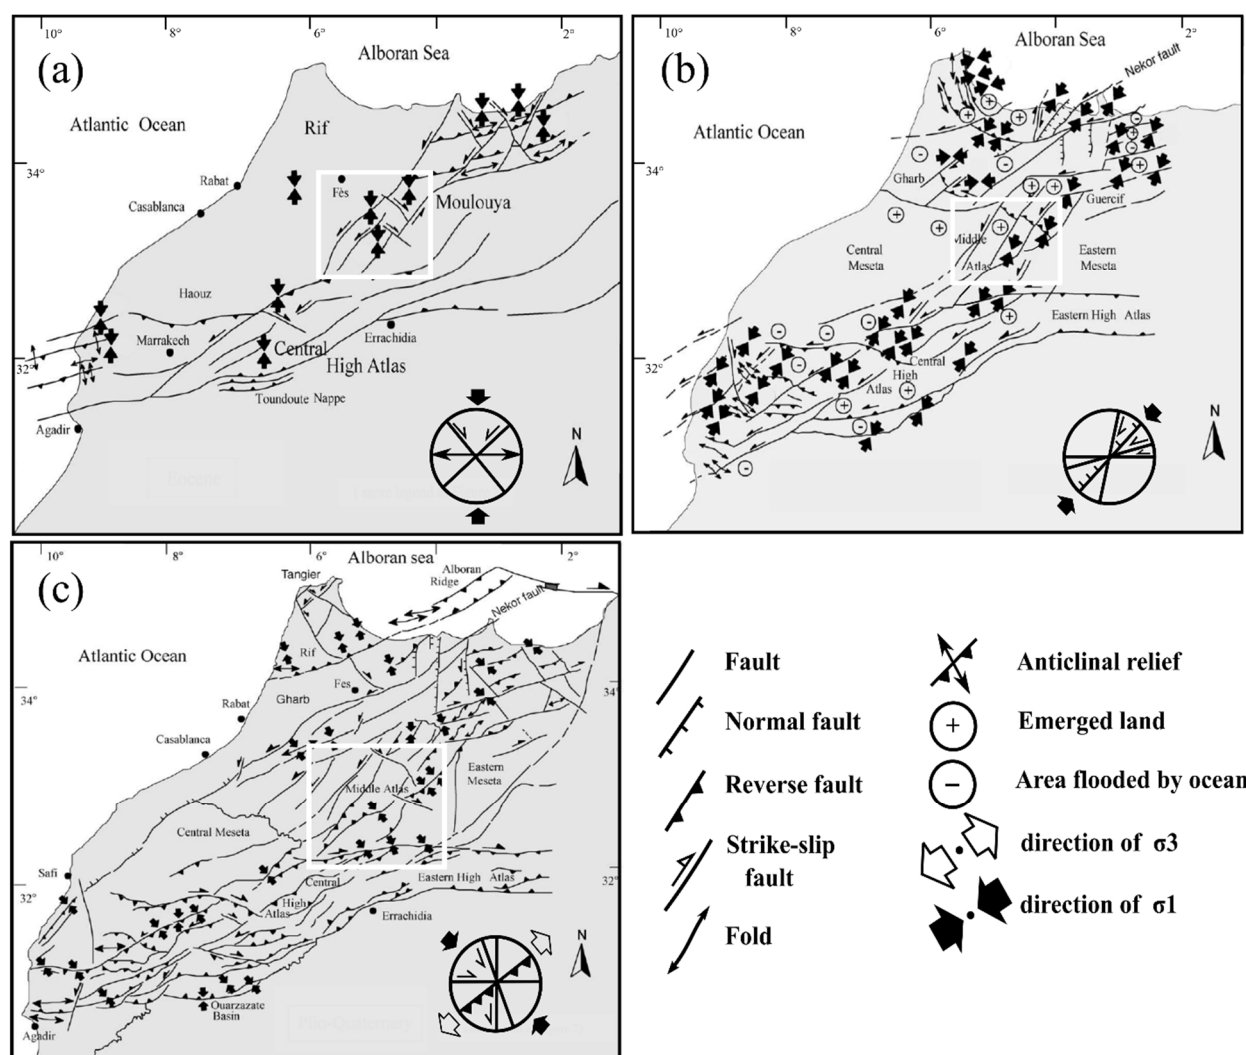 10°
8°
6°
2°
(a)
Alboran Sea
Atlantic Ocean
Rif
34°
Rabat
Fès
Casablanca
Moulouya
Haouz
Marrakech
Errachidia
32°
Central
High Atlas
Toundoute Nappe
Agadir
N
10°
8°
6°
2°
(b)
Alboran Sea
Nekor fault
Atlantic Ocean
34°
Gharb
Guercif
Middle
Atlas
Central
Meseta
Eastern
Meseta
Eastern High Atlas
32°
Central
High
Atlas
N
10°
8°
6°
2°
(c)
Alboran sea
Tangier
Alboran
Ridge
Nekor fault
Atlantic Ocean
Rif
34°
34°
Fes
Gharb
Rabat
Casablanca
Eastern
Meseta
Middle Atlas
Central Meseta
Safi
32°
32°
Central
High
Atlas
Eastern High Atlas
Errachidia
Ouarzazate
Basin
Agadir
N
Fault
Normal fault
Reverse fault
Strike-slip
fault
Fold
Anticlinal relief
Emerged land
Area flooded by ocean
direction of σ3
direction of σ1